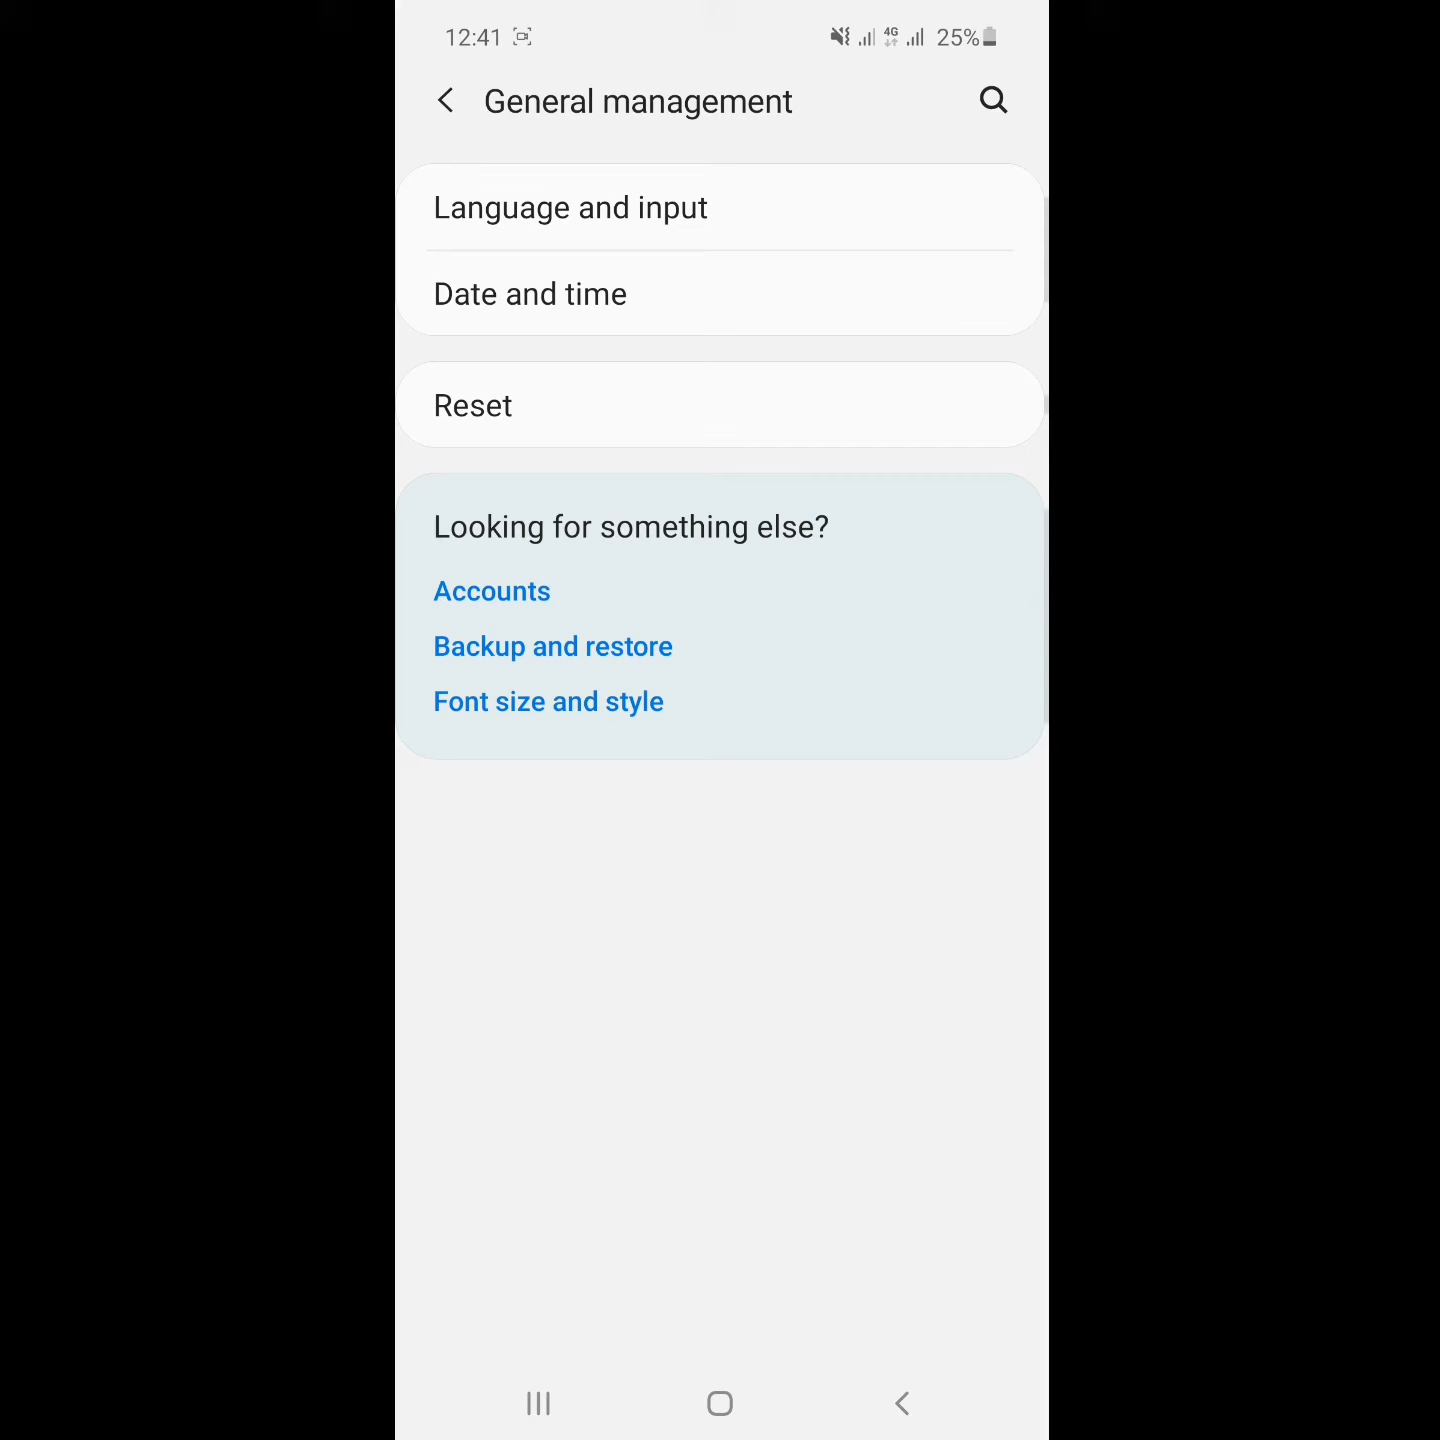 12:41 4G 25%
General management
Language and input
Date and time
Reset
Looking for something else?
Accounts
Backup and restore
Font size and style